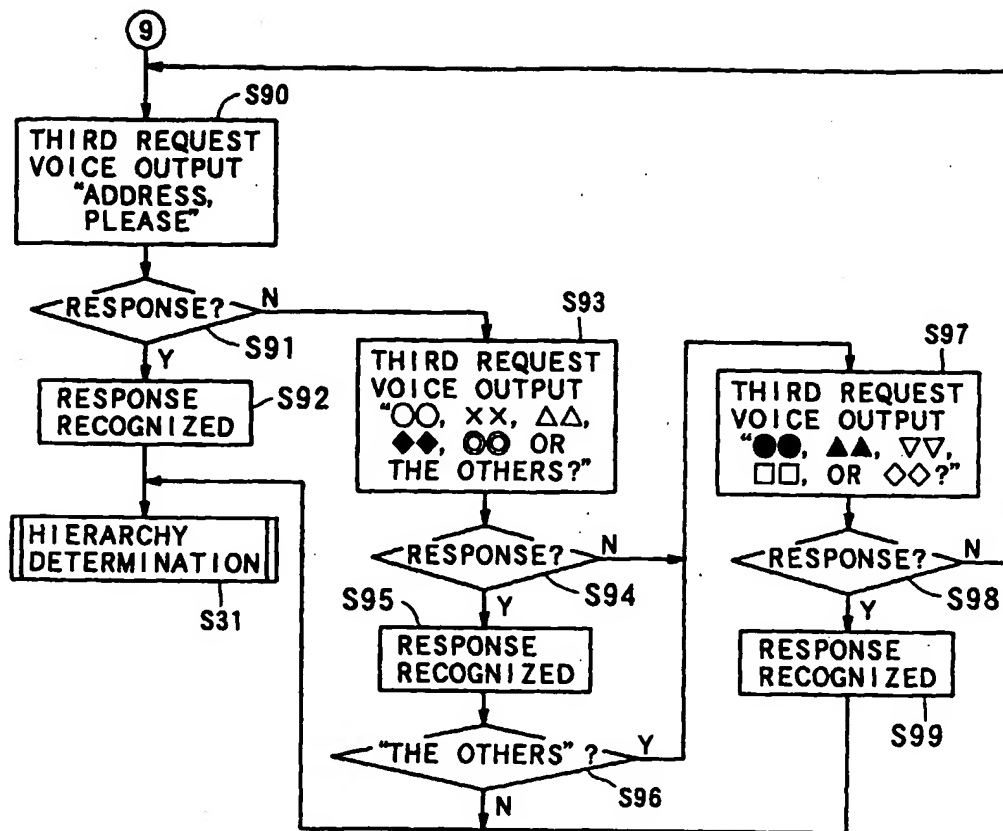 9
S90
THIRD REQUEST
VOICE OUTPUT
"ADDRESS,
PLEASE"
RESPONSE?
N
S91
Y
RESPONSE
RECOGNIZED
S92
HIERARCHY
DETERMINATION
S31
S93
THIRD REQUEST
VOICE OUTPUT
"○○, ××, △△,
◆◆, ◎◎ OR
THE OTHERS?"
RESPONSE?
N
S94
Y
S95
RESPONSE
RECOGNIZED
"THE OTHERS"?
Y
S96
N
S97
THIRD REQUEST
VOICE OUTPUT
"●●, ▲▲, ▽▽,
□□, OR ◇◇?"
RESPONSE?
N
S98
Y
RESPONSE
RECOGNIZED
S99